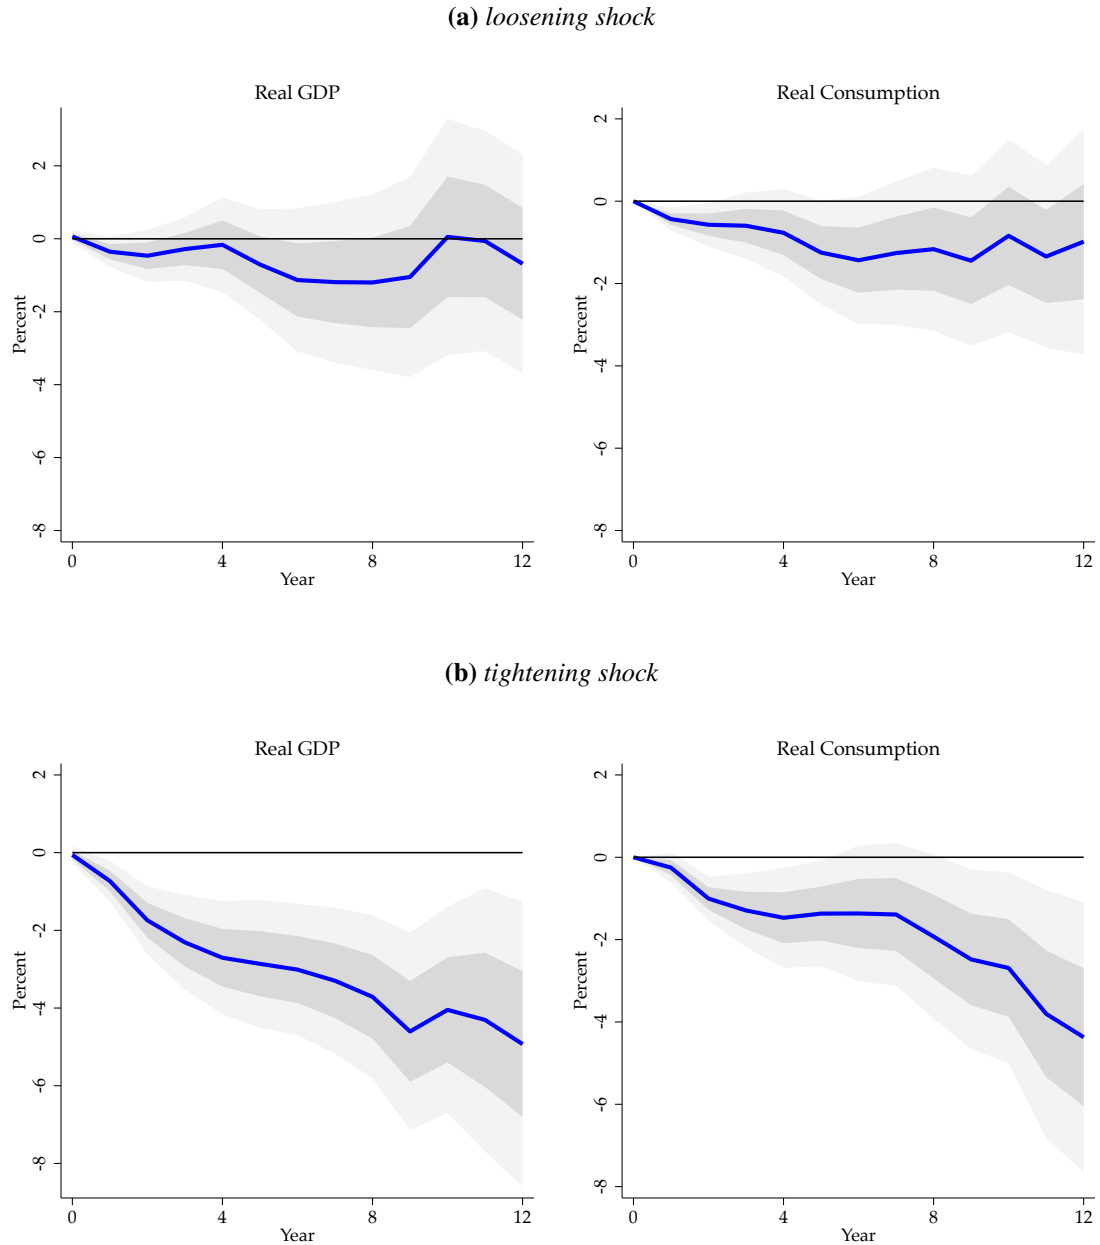 (a) loosening shock
Real GDP
Real Consumption
Percent
2
0
-2
-4
-6
-8
0
4
8
12
Year
Percent
2
0
-2
-4
-6
-8
0
4
8
12
Year
(b) tightening shock
Real GDP
Real Consumption
Percent
2
0
-2
-4
-6
-8
0
4
8
12
Year
Percent
2
0
-2
-4
-6
-8
0
4
8
12
Year